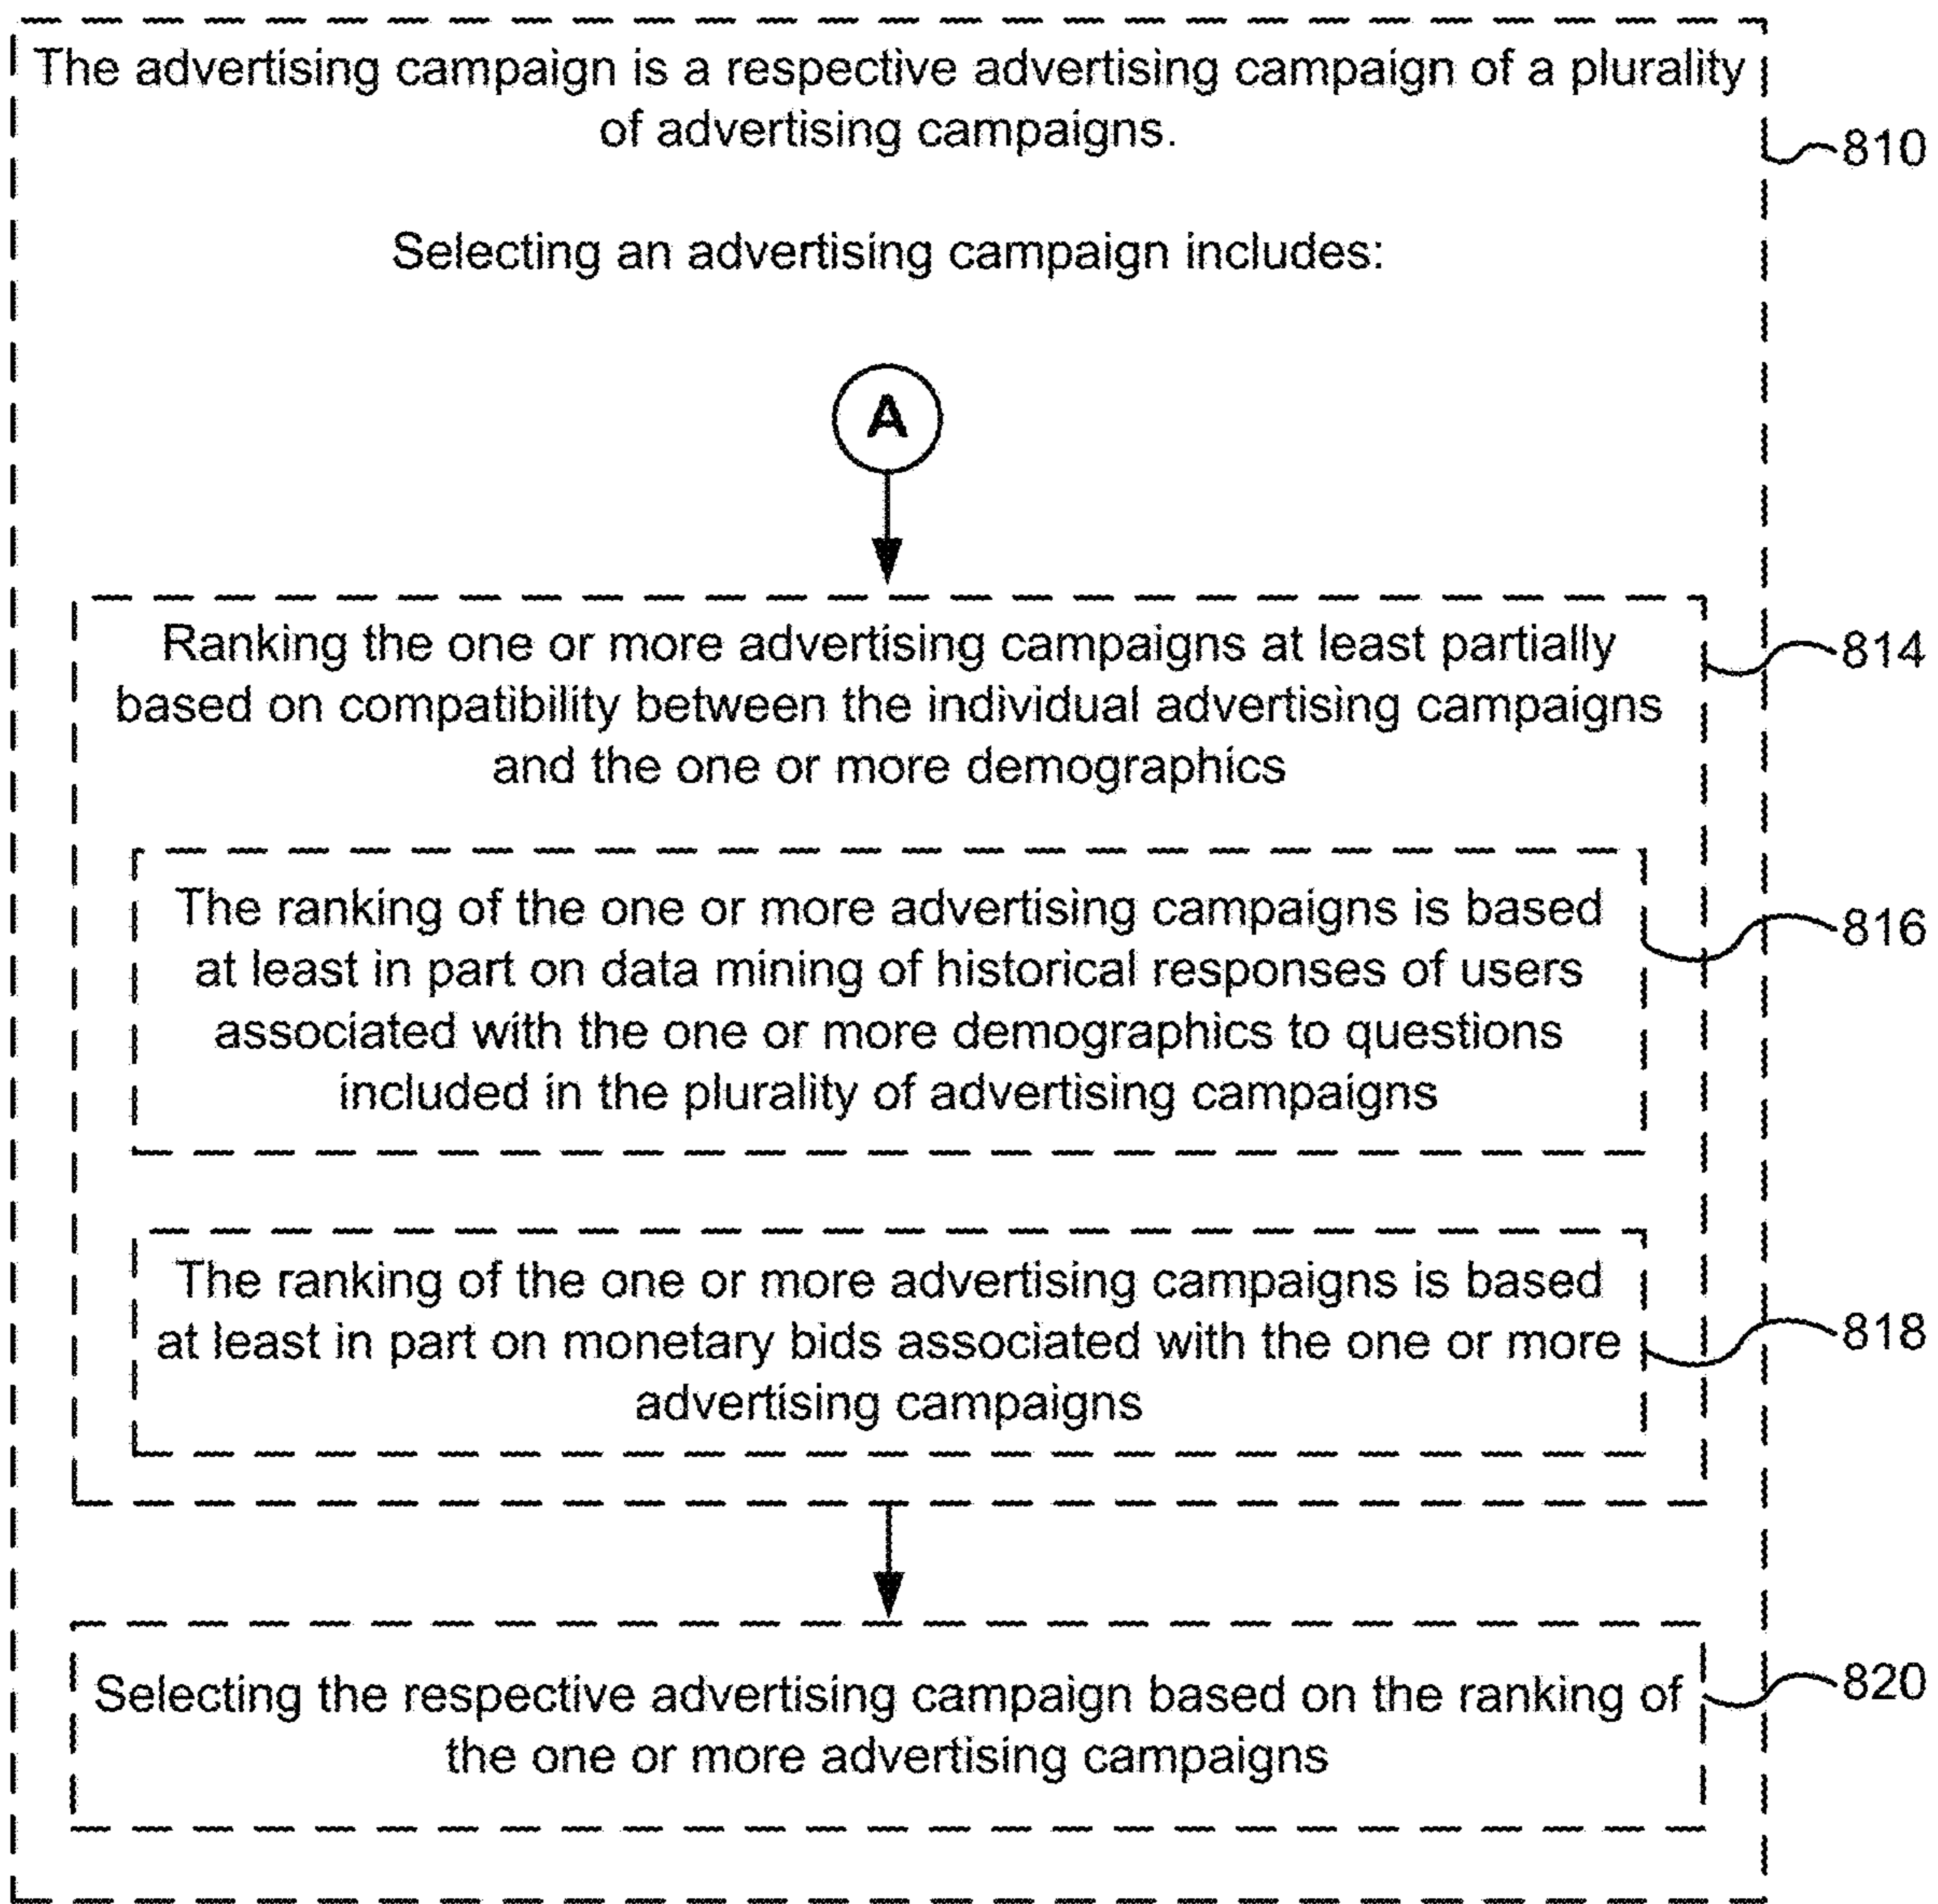 The advertising campaign is a respective advertising campaign of a plurality
of advertising campaigns.
810
Selecting an advertising campaign includes:
A
Ranking the one or more advertising campaigns at least partially
based on compatibility between the individual advertising campaigns
and the one or more demographics
814
The ranking of the one or more advertising campaigns is based
at least in part on data mining of historical responses of users
associated with the one or more demographics to questions
included in the plurality of advertising campaigns
816
The ranking of the one or more advertising campaigns is based
at least in part on monetary bids associated with the one or more
advertising campaigns
818
Selecting the respective advertising campaign based on the ranking of
the one or more advertising campaigns
820